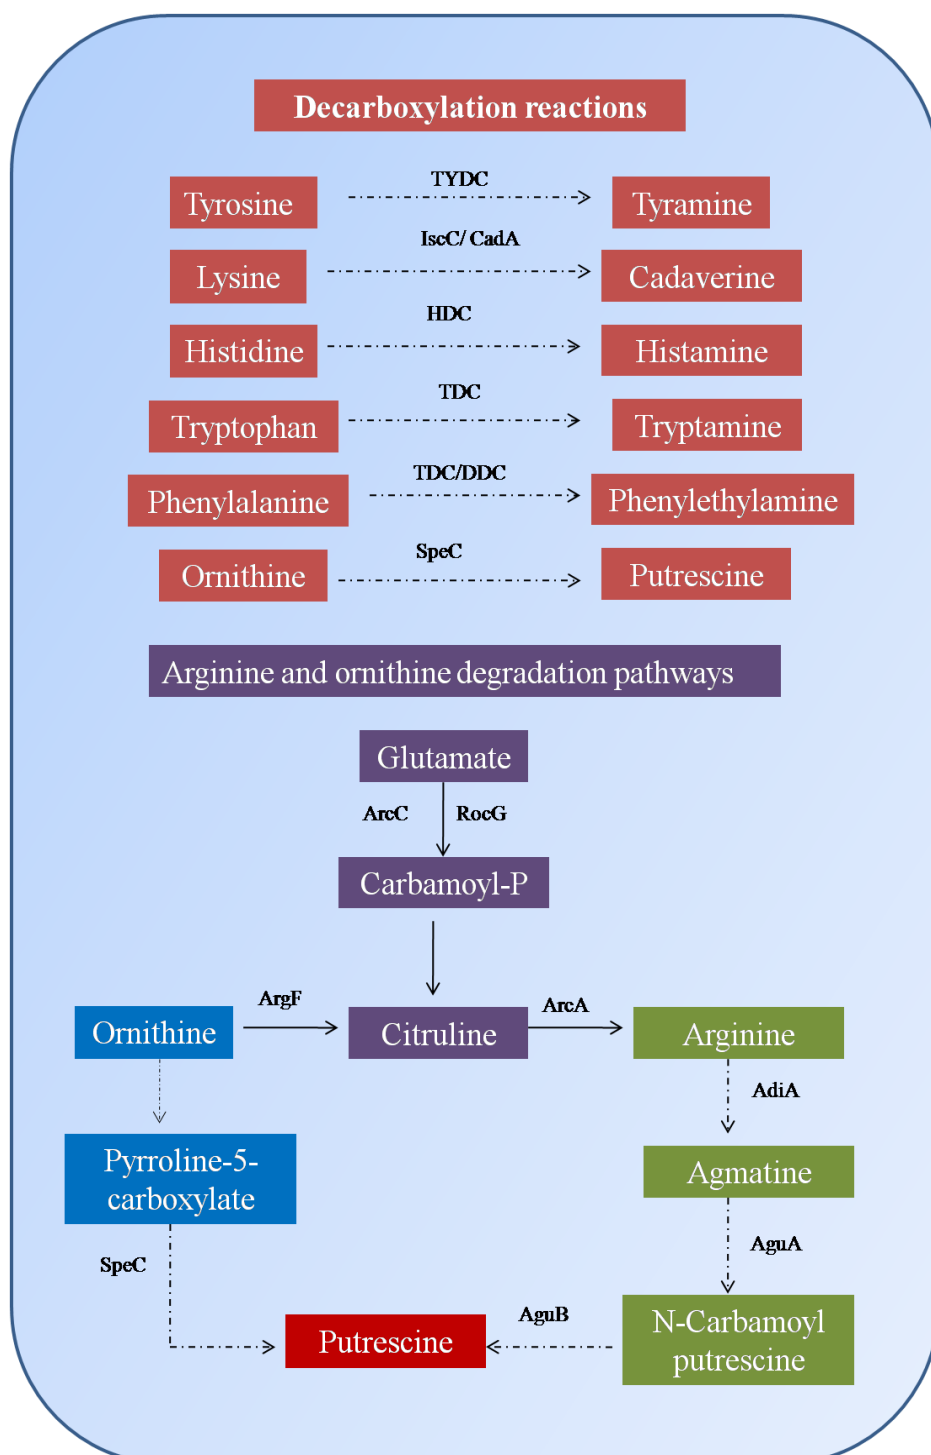 Decarboxylation reactions
Tyrosine TYDC Tyramine
Lysine IscC/ CadA Cadaverine
Histidine HDC Histamine
Tryptophan TDC Tryptamine
Phenylalanine TDC/DDC Phenylethylamine
Ornithine SpeC Putrescine
Arginine and ornithine degradation pathways
Glutamate
ArcC RocG
Carbamoyl-P
ArgF ArcA
Ornithine Citruline Arginine
AdiA
Pyrroline-5-
carboxylate
Agmatine
SpeC AguA
Putrescine AguB
N-Carbamoyl
putrescine